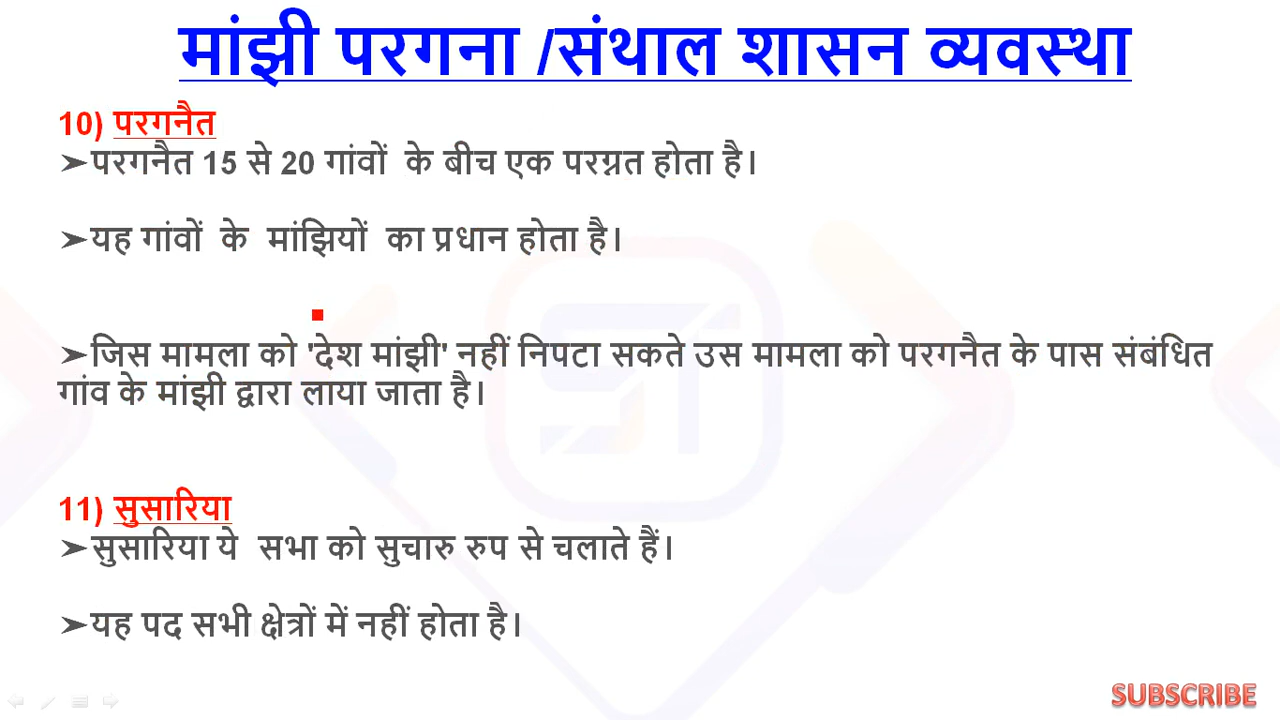 मांझी परगना /संथाल शासन व्यवस्था
10) परगनैत
➢परगनैत 15 से 20 गांवों के बीच एक परग्नत होता है।
➢यह गांवों के मांझियों का प्रधान होता है।
➢जिस मामला को 'देश मांझी' नहीं निपटा सकते उस मामला को परगनैत के पास संबंधित
गांव के मांझी द्वारा लाया जाता है।
11) सुसारिया
➢सुसारिया ये सभा को सुचारु रुप से चलाते हैं।
➢यह पद सभी क्षेत्रों में नहीं होता है।
SUBSCRIBE